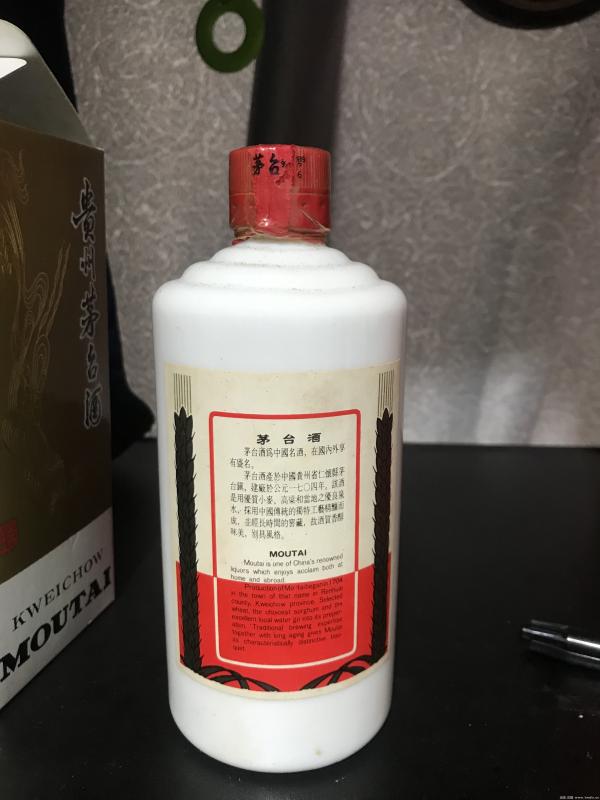 茅台
貴州茅台酒
KWEICHOW
MOUTAI
茅台酒
茅台酒爲中國名酒、在國內外享
有盛名。
茅台酒產於中國貴州省仁懷縣茅
台鎮、建廠於公元一七〇四年。該酒
是用優質小麥、高粱和當地之優良泉
水、採用中國傳統的獨特工藝精釀而
成、並經長時間的窖藏、故酒質香醇
味美、别具風格。
MOUTAI
Moutai is one of China's renowned
liquors which enjoys acclaim both at
home and abroad.
Production of Mo-tai began in 1704
in the town of that name in Renhuai
county, Kweichow province. Selected
wheat, the choicest sorghum and the
excellent local water go into its prepar-
ation. Traditional brewing expertise
together with long aging gives Moutai
its characteristically distinctive bou-
quet.